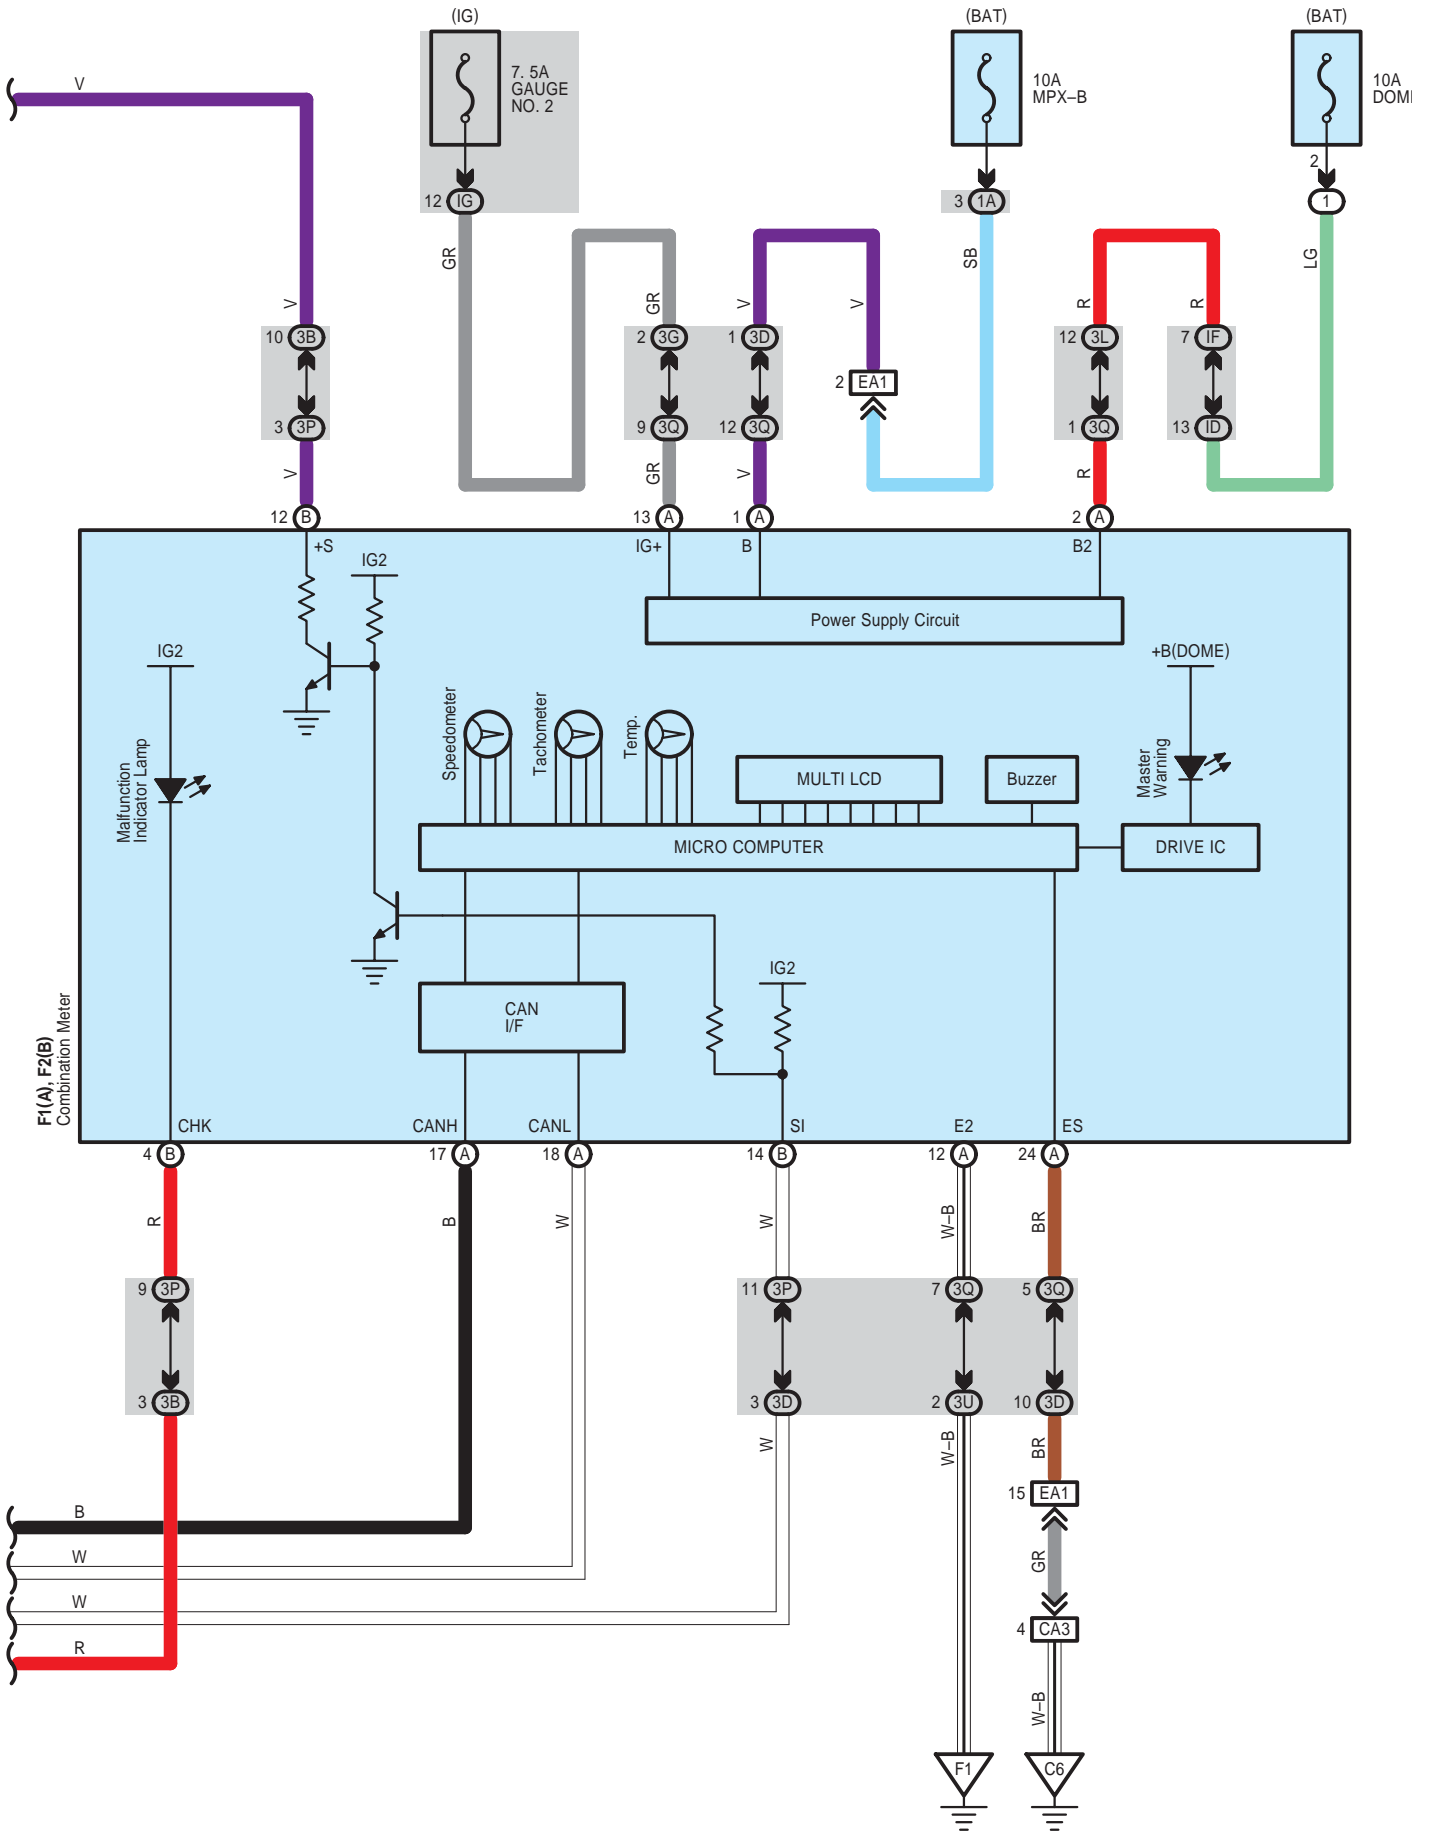 (IG)
(BAT)
(BAT)
V
7. 5A
GAUGE
NO. 2
10A
MPX–B
10A
DOM
2
12 IG
3 1A
1
GR
SB
LG
V
GR
V
V
R
R
10 3B
2 3G
1 3D
12 3L
7 IF
2 EA1
3 3P
9 3Q
12 3Q
1 3Q
13 ID
V
GR
V
R
12 B
13 A
1 A
2 A
+S
IG+
B
B2
IG2
Power Supply Circuit
IG2
+B(DOME)
Speedometer
Tachometer
Temp.
Malfunction
Indicator Lamp
MULTI LCD
Buzzer
Master
Warning
MICRO COMPUTER
DRIVE IC
IG2
CAN
I/F
F1(A), F2(B)
Combination Meter
CHK
CANH
CANL
SI
E2
ES
4 B
17 A
18 A
14 B
12 A
24 A
R
B
W
W
W–B
BR
9 3P
11 3P
7 3Q
5 3Q
3 3B
3 3D
2 3U
10 3D
W
W–B
BR
15 EA1
B
W
GR
W
4 CA3
R
W–B
F1
C6